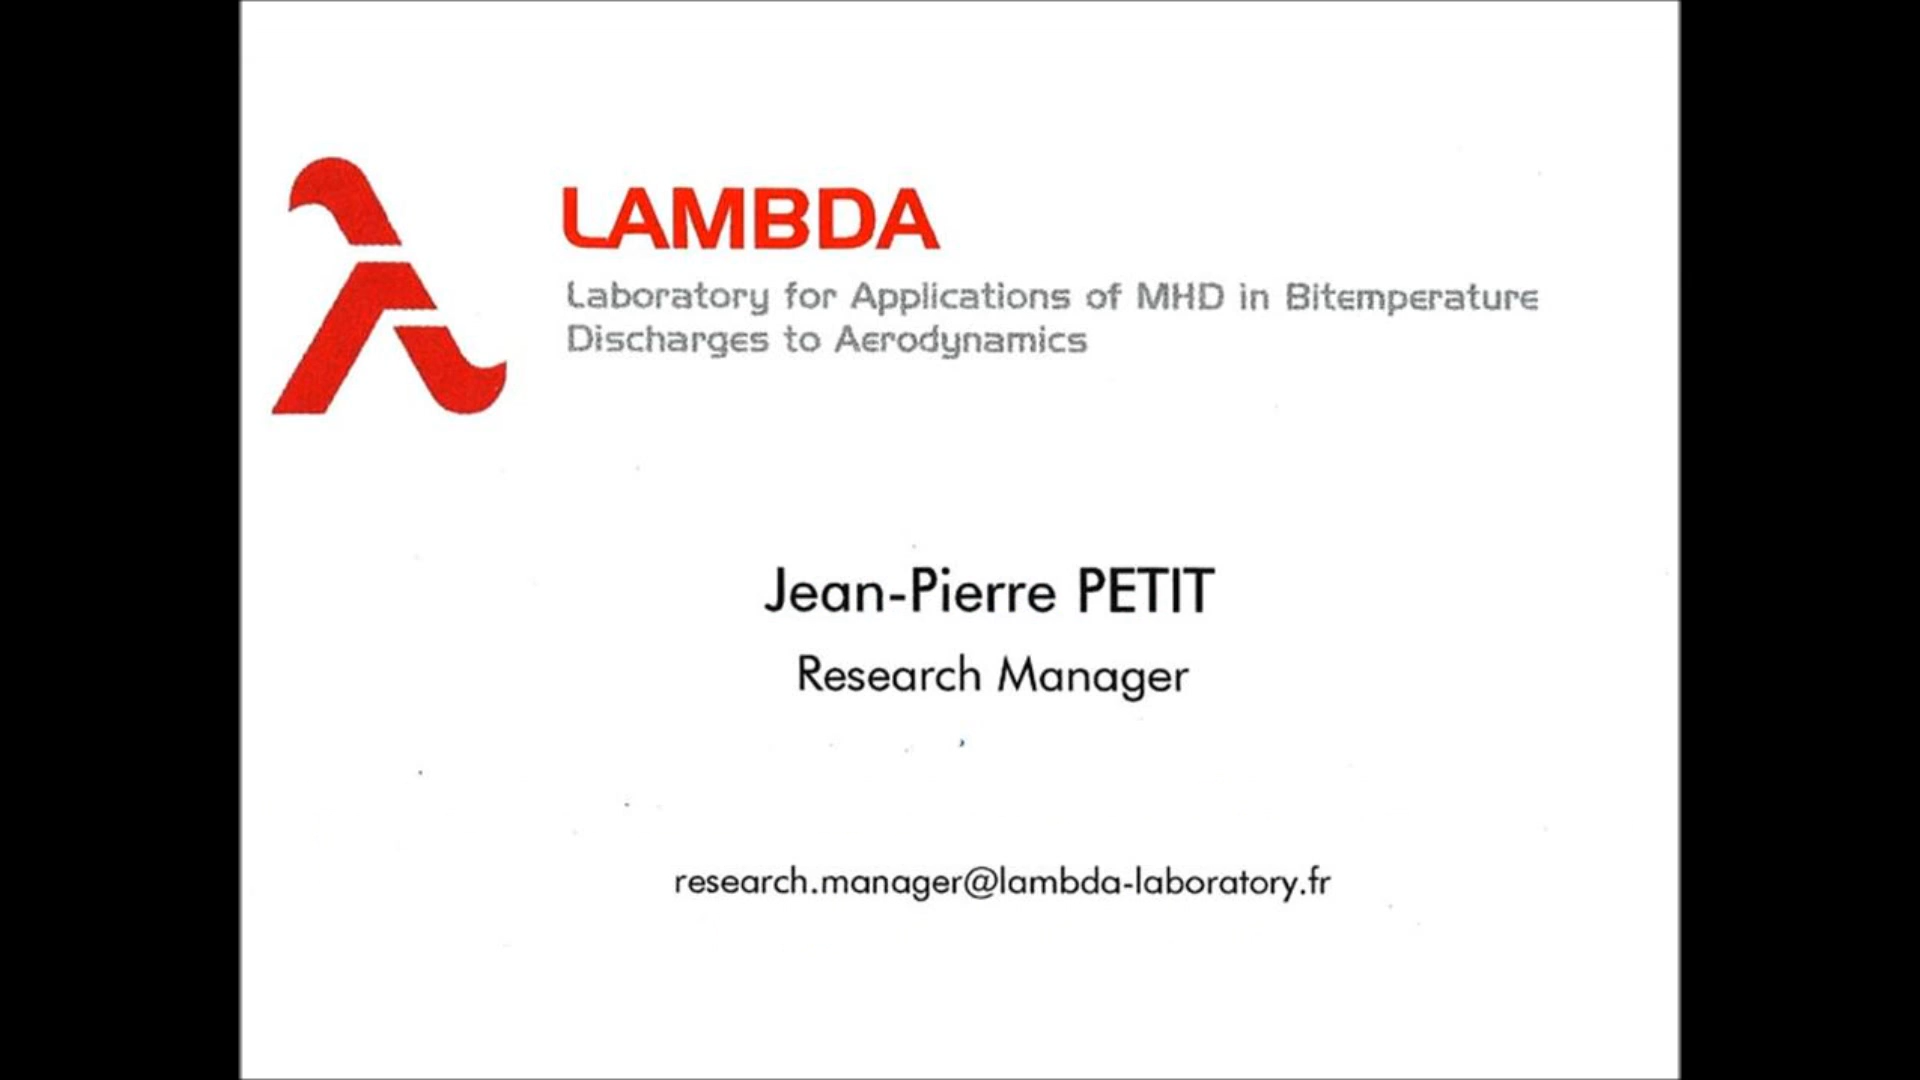 LAMBDA
Laboratory for Applications of MHD in Bitemperature
Discharges to Aerodynamics
Jean-Pierre PETIT
Research Manager
research.manager@lambda-laboratory.fr